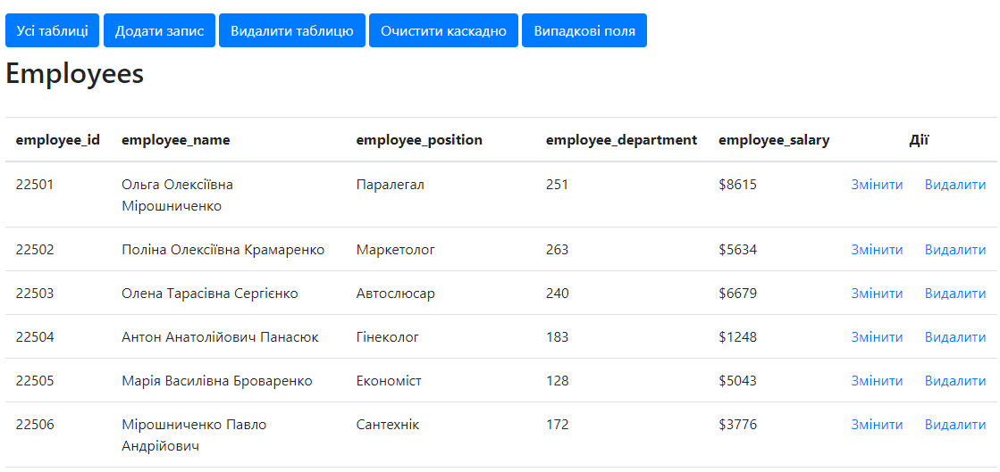 Усі таблиці Додати запис Видалити таблицю Очистити каскадно Випадкові поля
Employees
employee_id employee_name employee_position employee_department employee_salary Дії
22501 Ольга Олексіївна Паралегал 251 $8615 Змінити Видалити
Мірошниченко
22502 Поліна Олексіївна Крамаренко Маркетолог 263 $5634 Змінити Видалити
22503 Олена Тарасівна Сергієнко Автослюсар 240 $6679 Змінити Видалити
22504 Антон Анатолійович Панасюк Гінеколог 183 $1248 Змінити Видалити
22505 Марія Василівна Броваренко Економіст 128 $5043 Змінити Видалити
22506 Мірошниченко Павло Сантехнік 172 $3776 Змінити Видалити
Андрійович